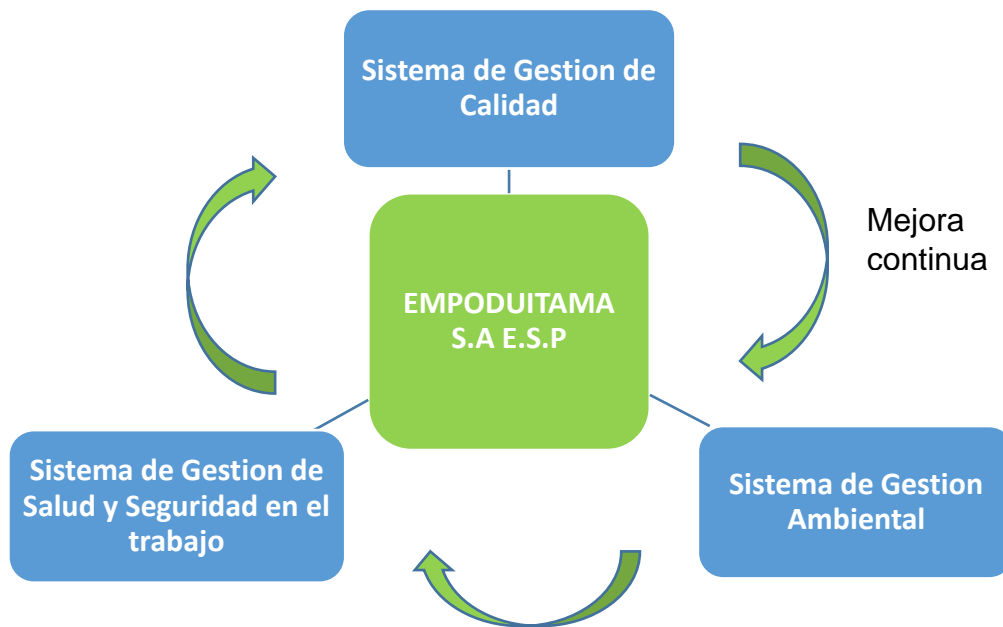 Sistema de Gestion de
Calidad
Mejora
continua
EMPODUITAMA
S.A E.S.P
Sistema de Gestion de
Salud y Seguridad en el
trabajo
Sistema de Gestion
Ambiental